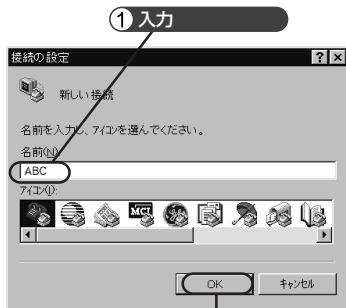 ① 入力
接続の設定
新しい接続
名前を入力し、アイコンを選んでください。
名前(N)
ABC
アイコン(I):
MCI
OK キャンセル